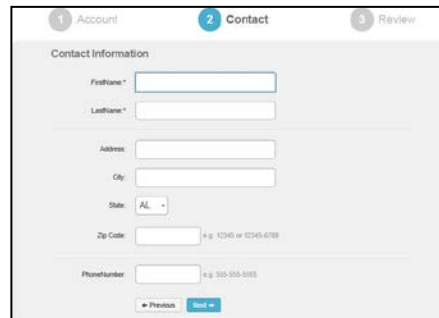 1 Account 2 Contact 3 Review
Contact Information
FirstName:*
LastName:*
Address:
City:
State: AL
Zip Code: e.g. 12345 or 12345-6789
PhoneNumber: e.g. 555-555-5555
← Previous Next →